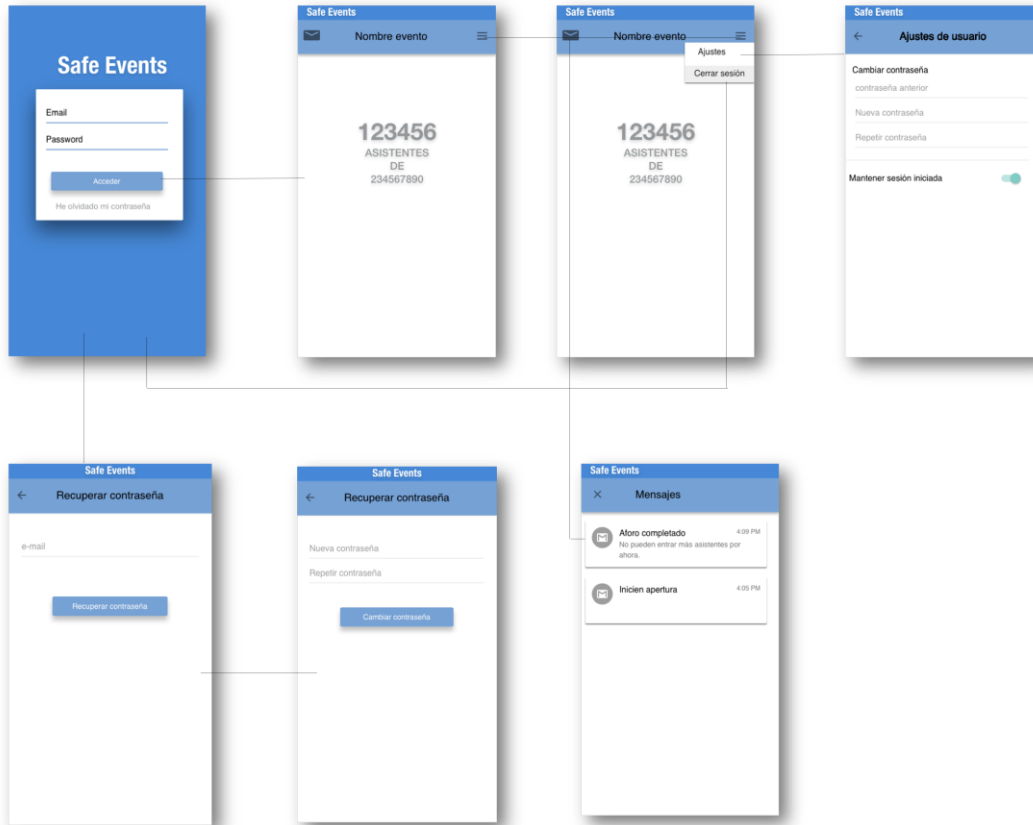 Safe Events
Email
Password
Acceder
He olvidado mi contraseña
Safe Events
Nombre evento
123456
ASISTENTES
DE
234567890
Safe Events
Nombre evento
Ajustes
Cerrar sesión
123456
ASISTENTES
DE
234567890
Safe Events
Ajustes de usuario
Cambiar contraseña
contraseña anterior
Nueva contraseña
Repetir contraseña
Mantener sesión iniciada
Safe Events
Recuperar contraseña
e-mail
Recuperar contraseña
Safe Events
Recuperar contraseña
Nueva contraseña
Repetir contraseña
Cambiar contraseña
Safe Events
Mensajes
Aforo completado 4:09 PM
No pueden entrar más asistentes por
ahora.
Inicien apertura 4:05 PM